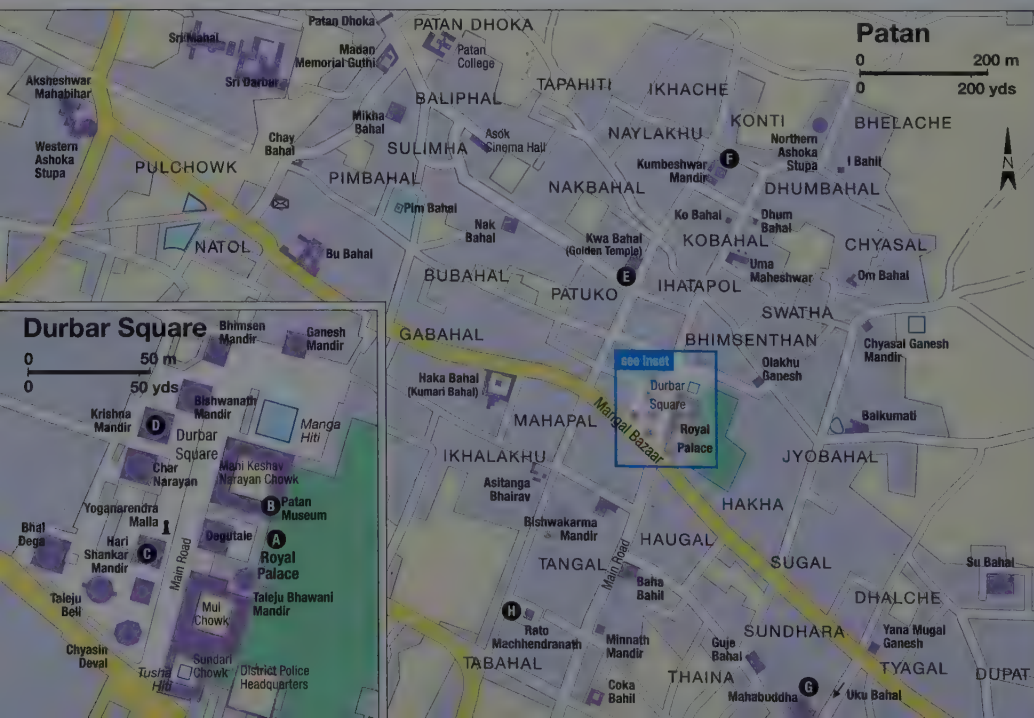 Patan
0 200 m
0 200 yds
N
Patan Dhoka
PATAN DHOKA
Sri Mahal
Madan
Memorial Guthi
Patan
College
Sri Darbar
Aksheshwar
Mahabihar
TAPAHITI
IKHACHE
BALIPHAL
Mikha
Bahal
KONTI
BHELACHE
NAYLAKHU
Northern
Ashoka
Stupa
Western
Ashoka
Stupa
Chay
Bahal
SULIMHA
Asok
Cinema Hall
Kumbeshwar
Mandir
F
I Bahil
PULCHOWK
PIMBAHAL
NAKBAHAL
DHUMBAHAL
Pim Bahal
Ko Bahal
Dhum
Bahal
Nak
Bahal
Kwa Bahal
(Golden Temple)
KOBAHAL
CHYASAL
NATOL
Bu Bahal
E
Uma
Maheshwar
Om Bahal
BUBAHAL
PATUKO
IHATAPOL
SWATHA
GABAHAL
BHIMSENTHAN
Chyasal Ganesh
Mandir
see Inset
Olakhu
Ganesh
Haka Bahal
(Kumari Bahal)
Durbar
Square
Balkumati
MAHAPAL
Mangal Bazaar
Royal
Palace
IKHALAKHU
JYOBAHAL
Asitanga
Bhairav
HAKHA
Bishwakarma
Mandir
HAUGAL
TANGAL
Main Road
SUGAL
Su Bahal
Baha
Bahil
DHALCHE
H
Rato
Machhendranath
Minnath
Mandir
SUNDHARA
Yana Mugal
Ganesh
Guje
Bahal
TABAHAL
THAINA
TYAGAL
DUPAT
Coka
Bahil
Mahabuddha
G
Uku Bahal
Durbar Square
0 50 m
0 50 yds
Bhimsen
Mandir
Ganesh
Mandir
Bishwanath
Mandir
Krishna
Mandir
D
Durbar
Square
Manga
Hiti
Char
Narayan
Mani Keshav
Narayan Chowk
Yoganarendra
Malla
B
Patan
Museum
Bhai
Dega
Hari
Shankar
Mandir
C
Degutale
A
Royal
Palace
Main Road
Taleju
Bell
Mul
Chowk
Taleju Bhawani
Mandir
Chyasin
Deval
Tusha
Hiti
Sundari
Chowk
District Police
Headquarters